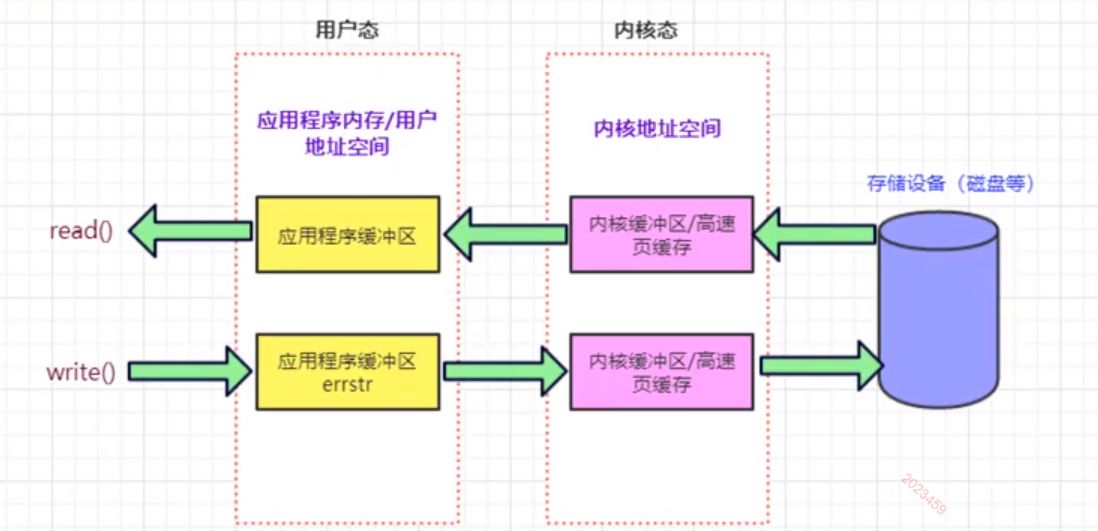 用户态
内核态
应用程序内存/用户
地址空间
内核地址空间
存储设备（磁盘等）
read()
应用程序缓冲区
内核缓冲区/高速
页缓存
write()
应用程序缓冲区
errstr
内核缓冲区/高速
页缓存
2023459